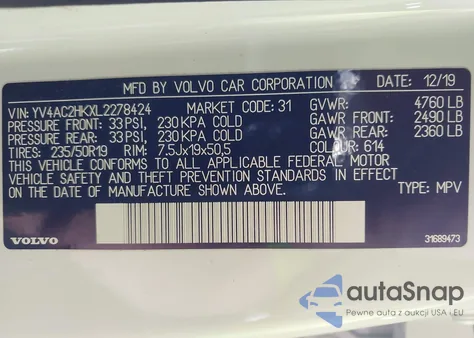 MFD BY VOLVO CAR CORPORATION DATE: 12/19
VIN: YV4AC2HKXL2278424 MARKET CODE: 31 GVWR: 4760 LB
PRESSURE FRONT: 33 PSI, 230 KPA COLD GAWR FRONT: 2490 LB
PRESSURE REAR: 33 PSI, 230 KPA COLD GAWR REAR: 2360 LB
TIRES: 235/50R19 RIM: 7.5Jx19x50,5 COLOUR: 614
THIS VEHICLE CONFORMS TO ALL APPLICABLE FEDERAL MOTOR
VEHICLE SAFETY AND THEFT PREVENTION STANDARDS IN EFFECT
ON THE DATE OF MANUFACTURE SHOWN ABOVE. TYPE: MPV
VOLVO 31689473
autoSnap
Pewne auta z aukcji USA i EU